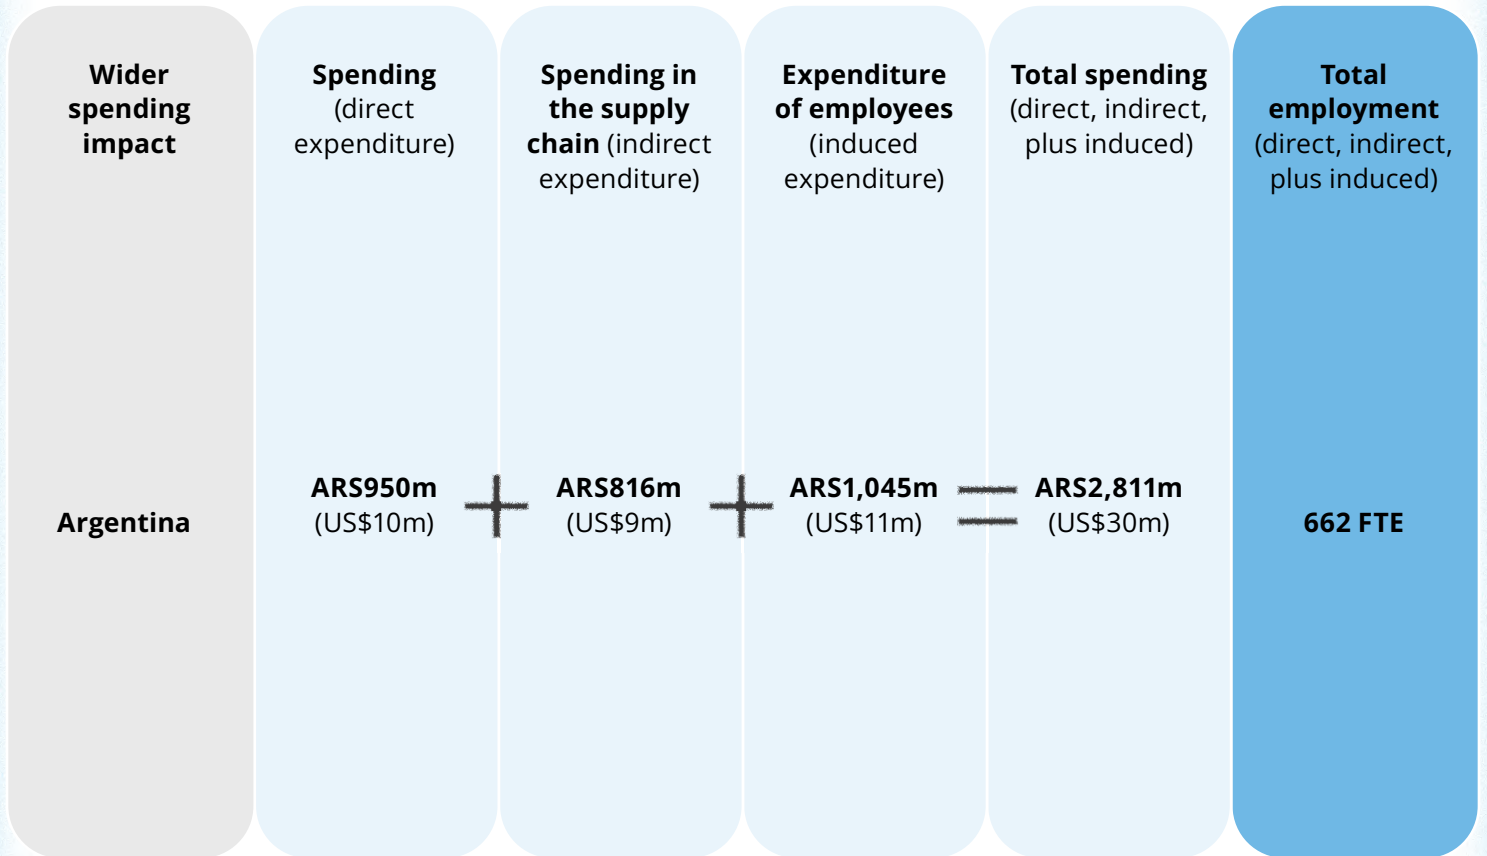 Wider
spending
impact
Spending
(direct
expenditure)
Spending in
the supply
chain (indirect
expenditure)
Expenditure
of employees
(induced
expenditure)
Total spending
(direct, indirect,
plus induced)
Total
employment
(direct, indirect,
plus induced)
Argentina
ARS950m
(US$10m)
+
ARS816m
(US$9m)
+
ARS1,045m
(US$11m)
=
ARS2,811m
(US$30m)
662 FTE